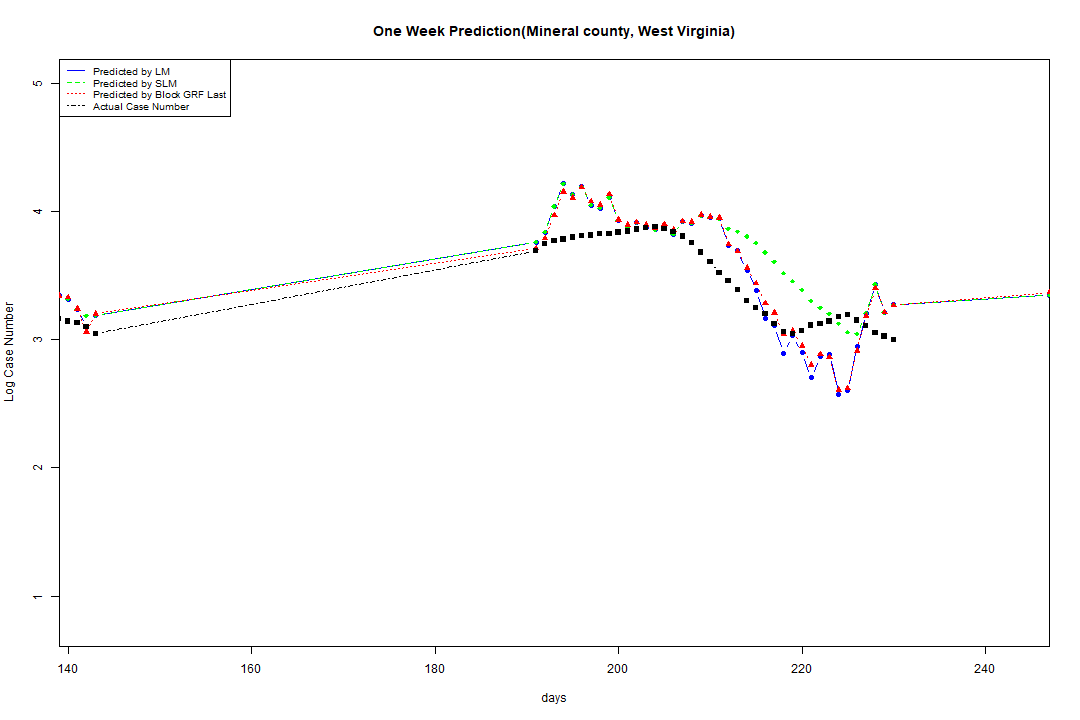 One Week Prediction(Mineral county, West Virginia)
Predicted by LM
Predicted by SLM
Predicted by Block GRF Last
Actual Case Number
5
4
3
2
1
Log Case Number
140 160 180 200 220 240
days